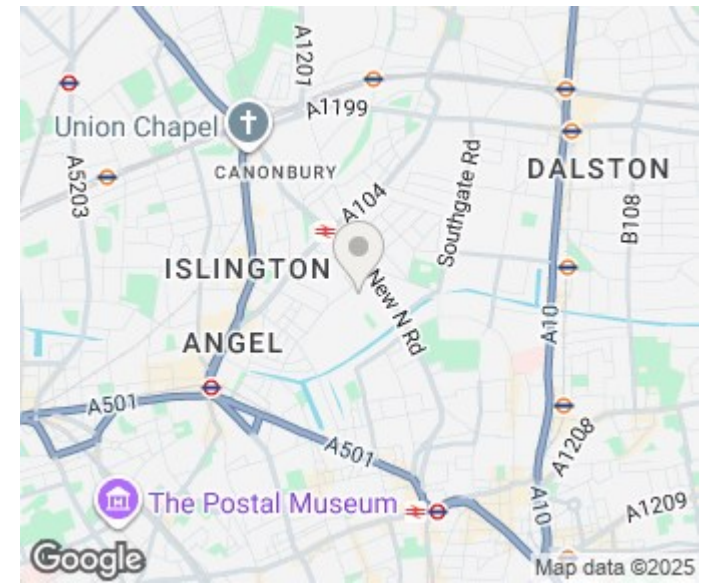 A1201
A1199
Union Chapel
CANONBURY
DALSTON
A5203
A104
Southgate Rd
B108
ISLINGTON
New N Rd
ANGEL
A10
A501
A501
A1208
The Postal Museum
A10
A1209
Google
Map data ©2025